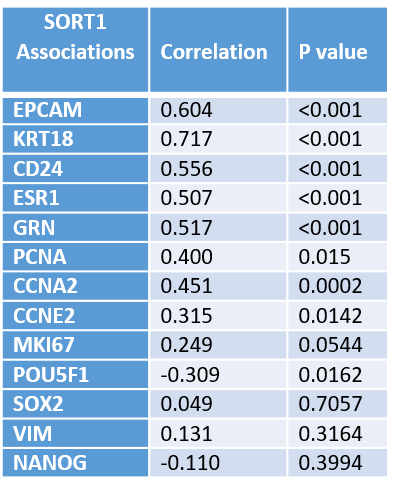 SORT1
Associations Correlation P value
EPCAM 0.604 <0.001
KRT18 0.717 <0.001
CD24 0.556 <0.001
ESR1 0.507 <0.001
GRN 0.517 <0.001
PCNA 0.400 0.015
CCNA2 0.451 0.0002
CCNE2 0.315 0.0142
MKI67 0.249 0.0544
POU5F1 -0.309 0.0162
SOX2 0.049 0.7057
VIM 0.131 0.3164
NANOG -0.110 0.3994